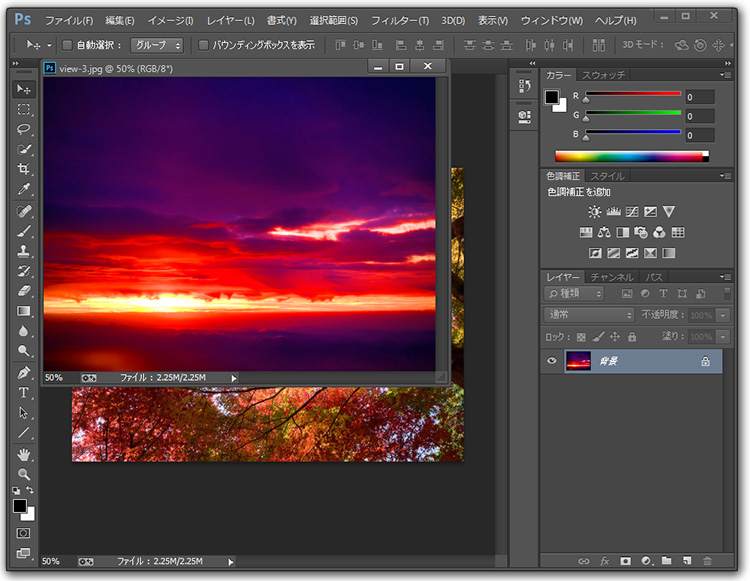 Ps ファイル(F) 編集(E) イメージ(I) レイヤー(L) 書式(Y) 選択範囲(S) フィルター(T) 3D(D) 表示(V) ウィンドウ(W) ヘルプ(H)
自動選択： グループ バウンディングボックスを表示 3D モード：
Ps view-3.jpg @ 50% (RGB/8*)
カラー スウォッチ
R 0
G 0
B 0
色調補正 スタイル
色調補正を追加
レイヤー チャンネル パス
種類 T
通常 不透明度： 100%
ロック： 塗り： 100%
背景
T
50% ファイル : 2.25M/2.25M
50% ファイル : 2.25M/2.25M
fx